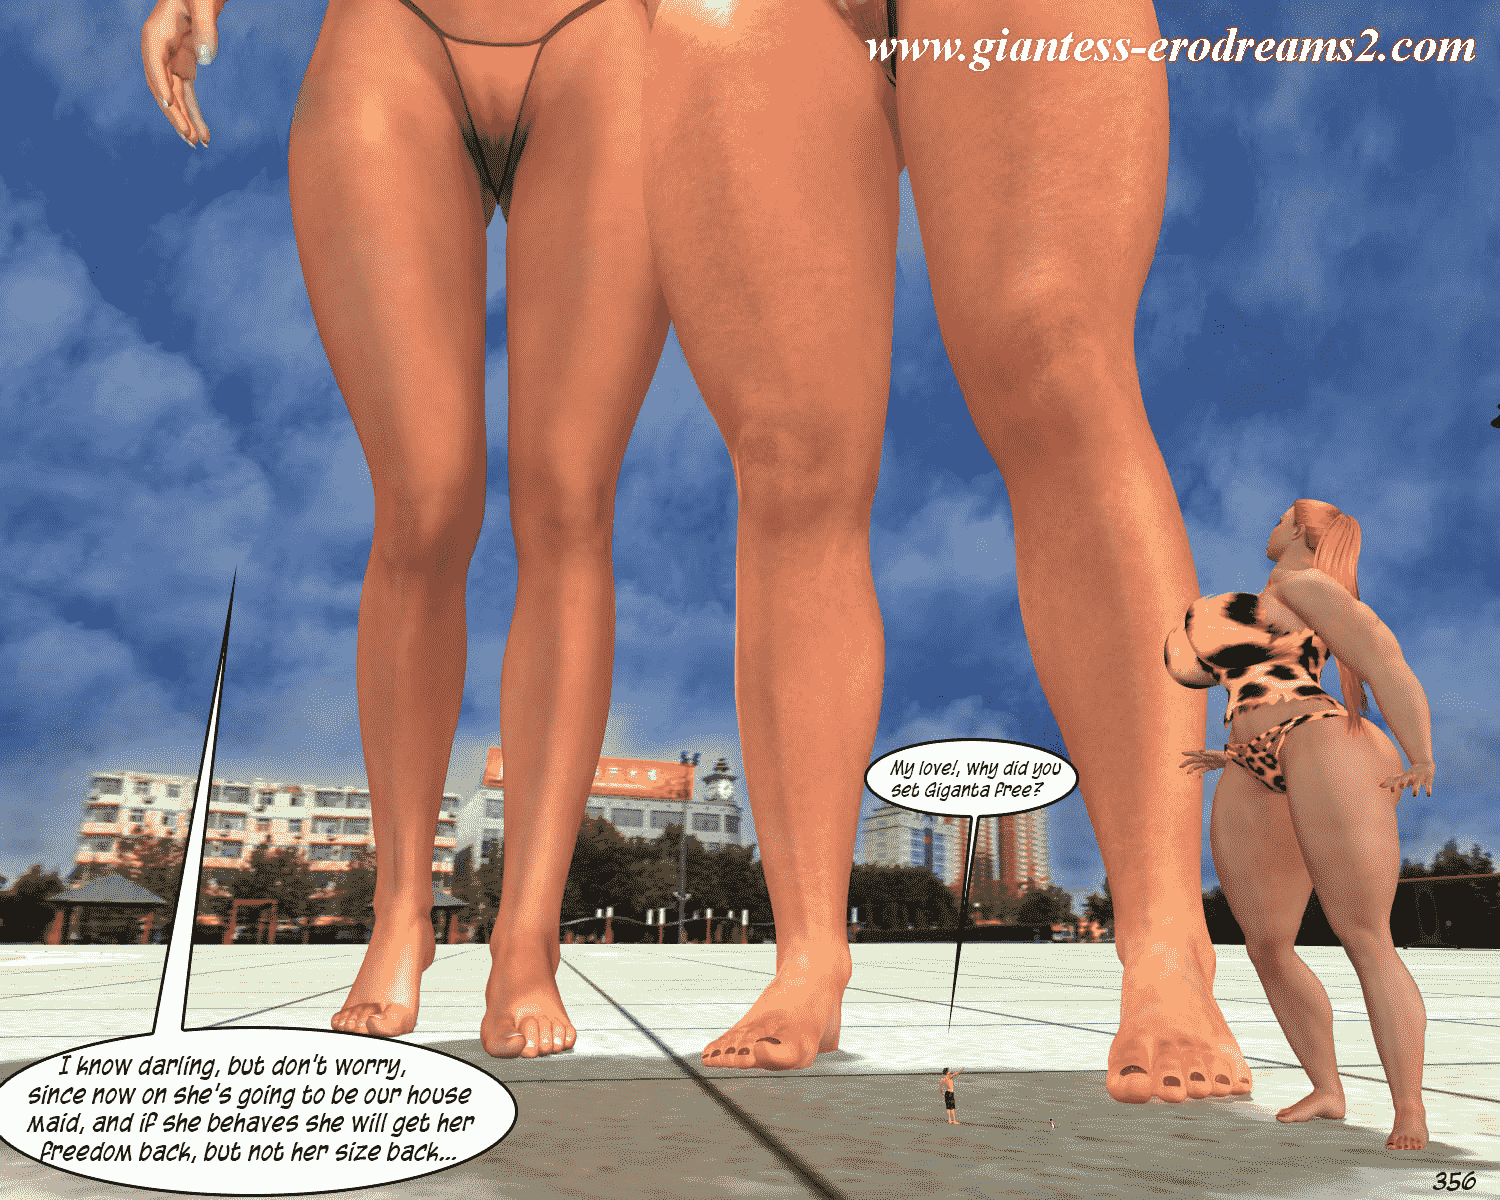 www.giantess-erodreams2.com
My love!, why did you
set Giganta free?
I know darling, but don't worry,
since now on she's going to be our house
maid, and if she behaves she will get her
freedom back, but not her size back...
356